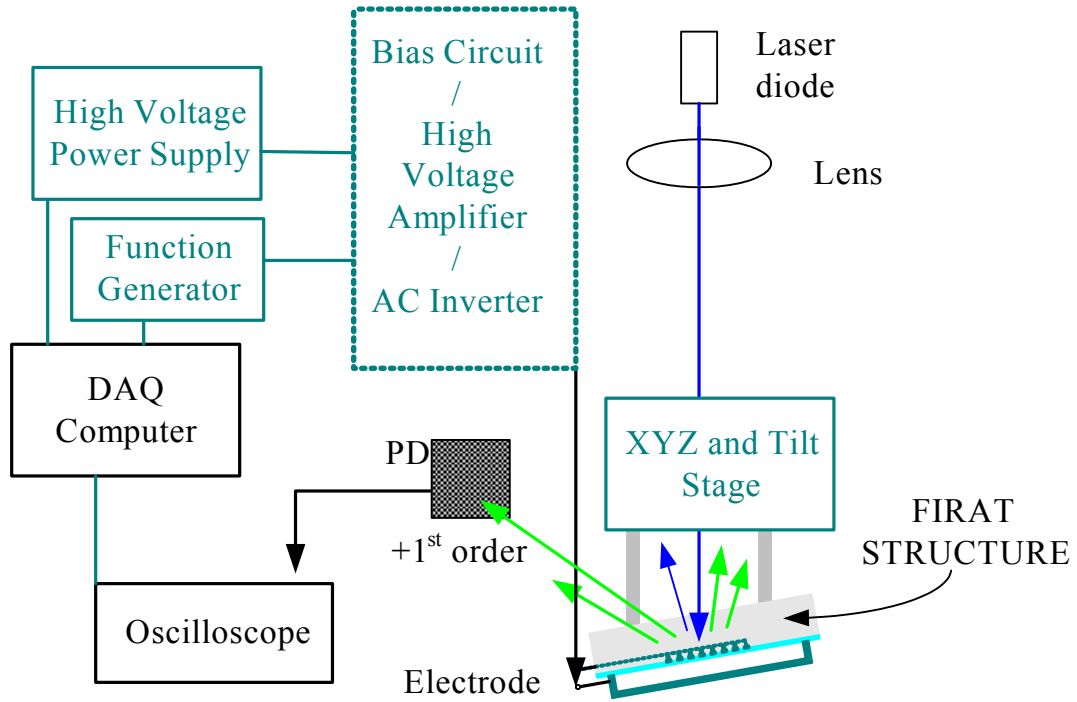 Bias Circuit
/
High
Voltage
Amplifier
/
AC Inverter
High Voltage
Power Supply
Function
Generator
DAQ
Computer
Oscilloscope
Laser
diode
Lens
XYZ and Tilt
Stage
PD
+1st order
FIRAT
STRUCTURE
Electrode